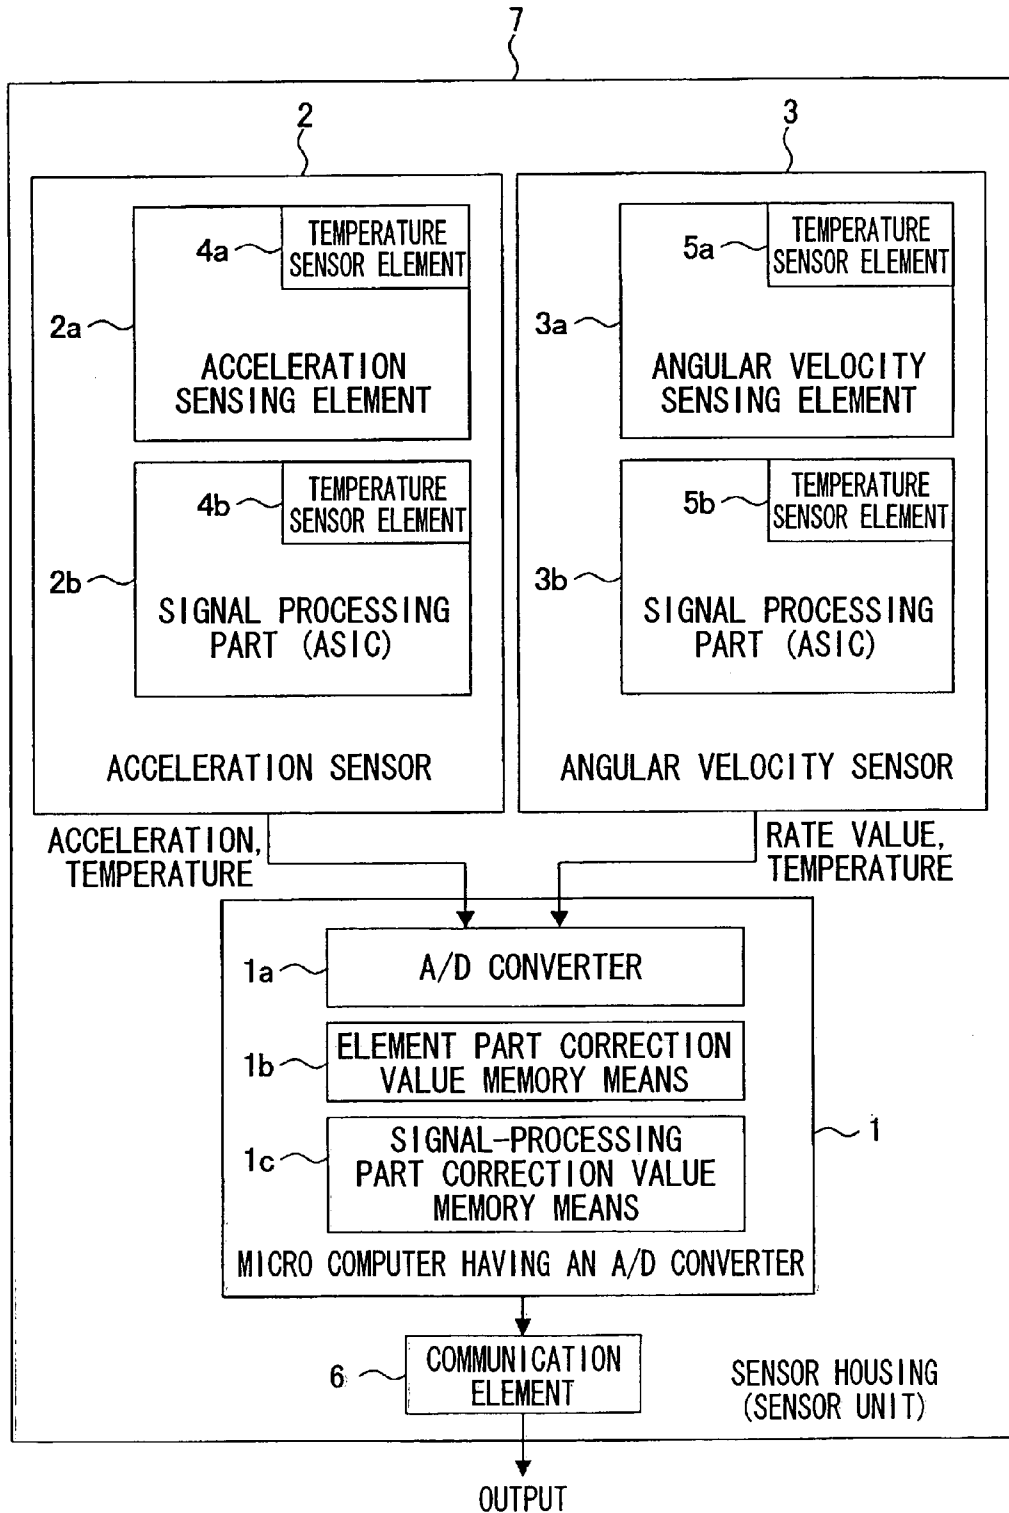 7
2
3
TEMPERATURE
SENSOR ELEMENT
4a
2a
ACCELERATION
SENSING ELEMENT
TEMPERATURE
SENSOR ELEMENT
4b
2b
SIGNAL PROCESSING
PART (ASIC)
ACCELERATION SENSOR
TEMPERATURE
SENSOR ELEMENT
5a
3a
ANGULAR VELOCITY
SENSING ELEMENT
TEMPERATURE
SENSOR ELEMENT
5b
3b
SIGNAL PROCESSING
PART (ASIC)
ANGULAR VELOCITY SENSOR
ACCELERATION,
TEMPERATURE
RATE VALUE,
TEMPERATURE
1a
A/D CONVERTER
1b
ELEMENT PART CORRECTION
VALUE MEMORY MEANS
1c
SIGNAL-PROCESSING
PART CORRECTION VALUE
MEMORY MEANS
1
MICRO COMPUTER HAVING AN A/D CONVERTER
6
COMMUNICATION
ELEMENT
SENSOR HOUSING
(SENSOR UNIT)
OUTPUT